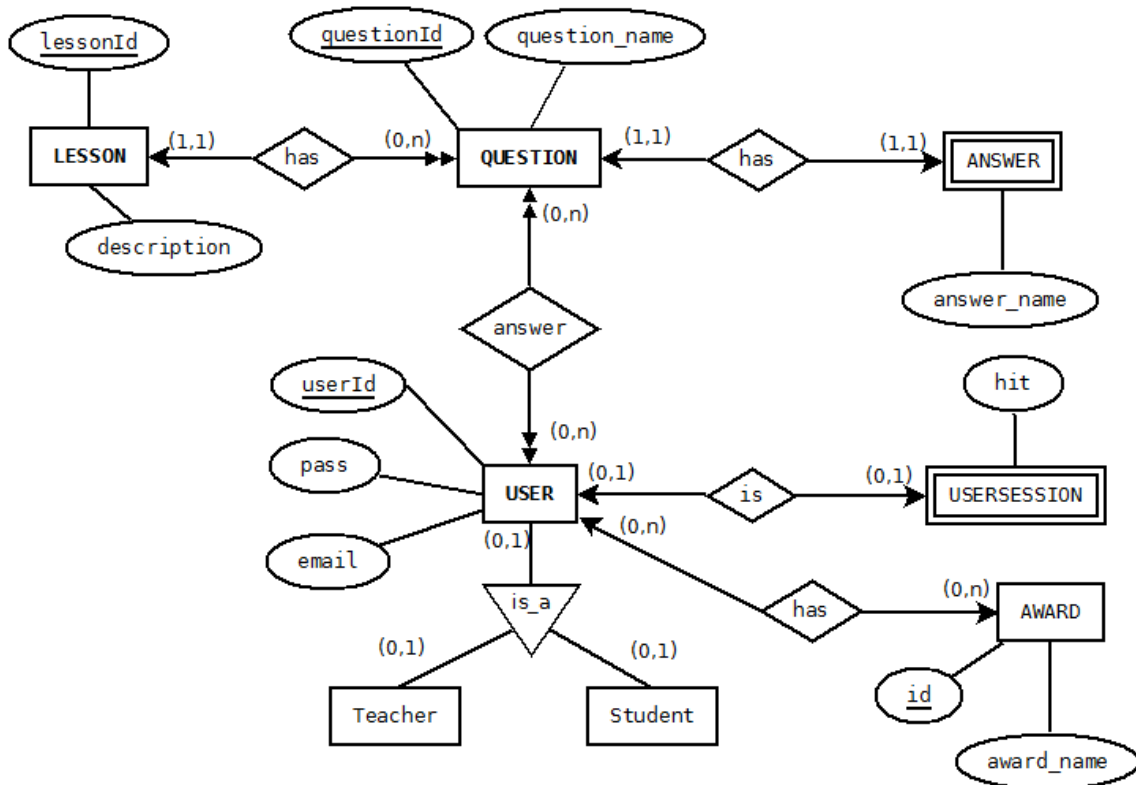 lessonId
questionId
question_name
(1,1)
has
(0,n)
(1,1)
has
(1,1)
LESSON
QUESTION
ANSWER
(0,n)
description
answer_name
answer
userId
hit
(0,n)
pass
(0,1)
is
(0,1)
USER
USERSESSION
(0,n)
email
(0,1)
is_a
has
(0,n)
AWARD
(0,1)
(0,1)
id
Teacher
Student
award_name